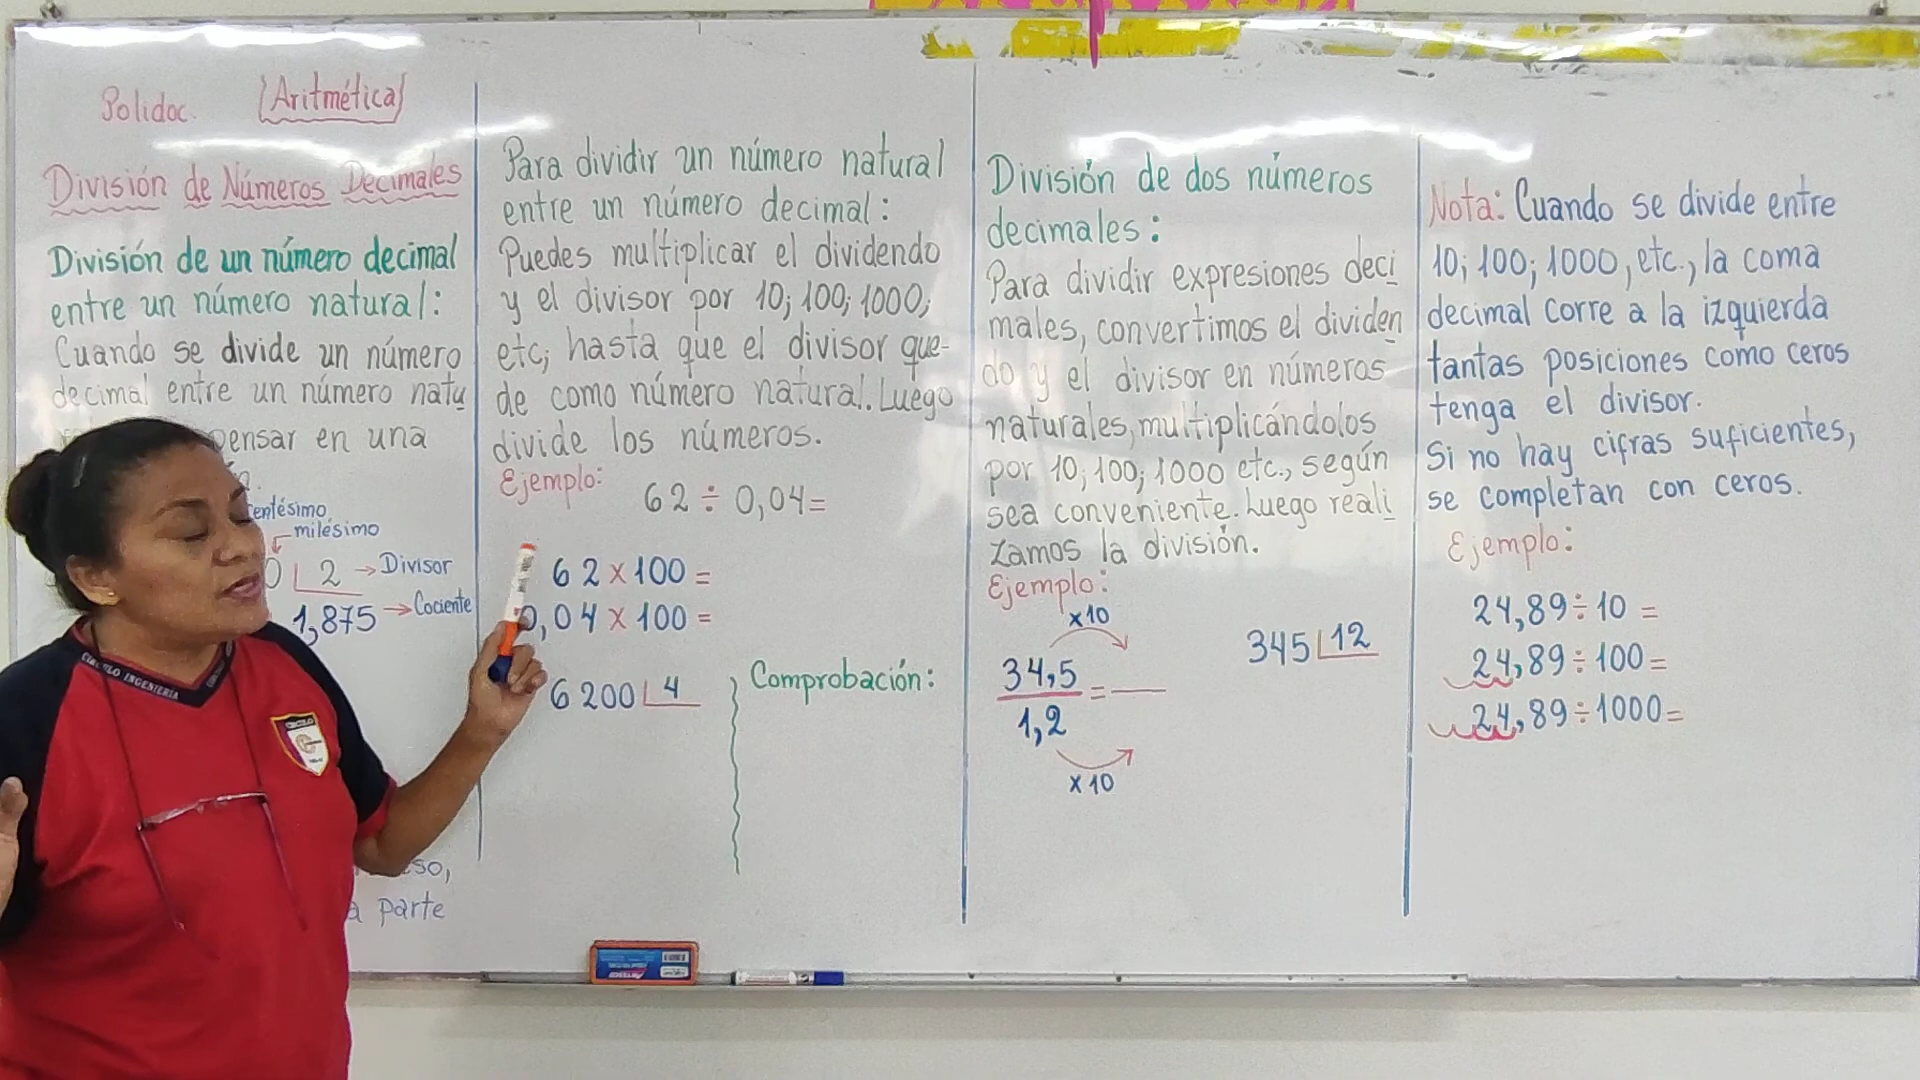 Polidoc.
(Aritmética)
División de Números Decimales
División de un número decimal
entre un número natural:
Cuando se divide un número
decimal entre un número natu
pensar en una
entésimo
milésimo
0 2 → Divisor
1,875 → Cociente
so,
a parte
Para dividir un número natural
entre un número decimal:
Puedes multiplicar el dividendo
y el divisor por 10; 100; 1000;
etc; hasta que el divisor que-
de como número natural. Luego
divide los números.
Ejemplo:
62 ÷ 0,04=
62 x 100 =
0,04 x 100 =
6200 4
Comprobación:
División de dos números
decimales:
Para dividir expresiones deci
males, convertimos el dividen
do y el divisor en números
naturales, multiplicándolos
por 10; 100; 1000 etc., según
sea conveniente. Luego reali
zamos la división.
Ejemplo:
x10
34,5
=
1,2
x10
345 12
Nota: Cuando se divide entre
10; 100; 1000, etc., la coma
decimal corre a la izquierda
tantas posiciones como ceros
tenga el divisor.
Si no hay cifras suficientes,
se completan con ceros.
Ejemplo:
24,89÷10 =
24,89÷100=
24,89÷1000=
CÍRCULO INGENIERÍA
CÍRCULO